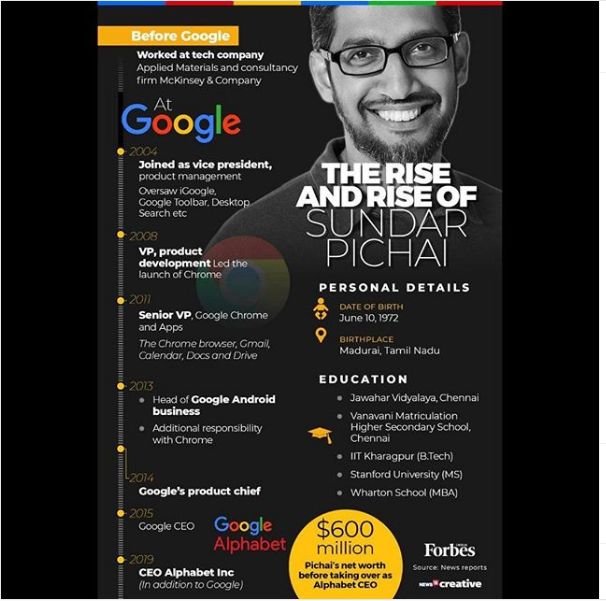 Before Google
Worked at tech company
Applied Materials and consultancy
firm McKinsey & Company
At
Google
2004
Joined as vice president,
product management
Oversaw iGoogle,
Google Toolbar, Desktop
Search etc
2008
VP, product
development Led the
launch of Chrome
2011
Senior VP, Google Chrome
and Apps
The Chrome browser, Gmail,
Calendar, Docs and Drive
2013
Head of Google Android
business
Additional responsibility
with Chrome
2014
Google's product chief
2015
Google CEO
Google
Alphabet
2019
CEO Alphabet Inc
(In addition to Google)
THE RISE
AND RISE OF
SUNDAR
PICHAI
PERSONAL DETAILS
DATE OF BIRTH
June 10, 1972
BIRTHPLACE
Madurai, Tamil Nadu
EDUCATION
Jawahar Vidyalaya, Chennai
Vanavani Matriculation
Higher Secondary School,
Chennai
IIT Kharagpur (B.Tech)
Stanford University (MS)
Wharton School (MBA)
$600
million
Pichai's net worth
before taking over as
Alphabet CEO
Forbes
Source: News reports
NEWS18 creative